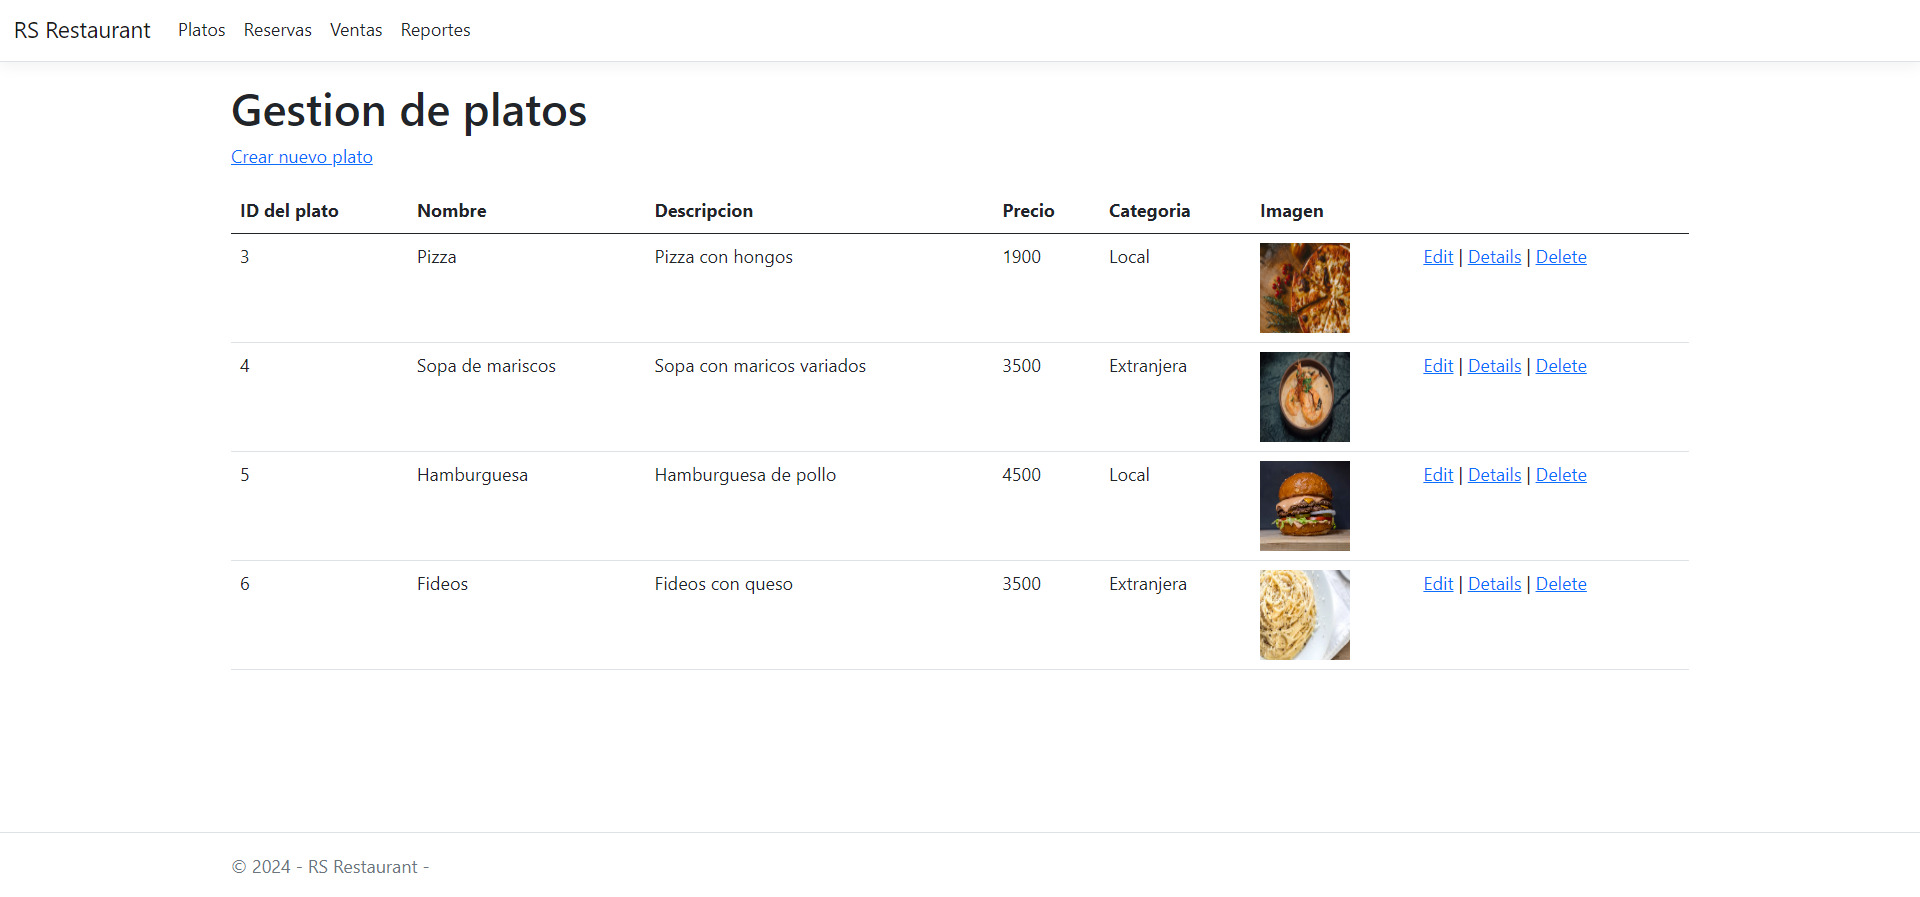 RS Restaurant Platos Reservas Ventas Reportes
Gestion de platos
Crear nuevo plato
ID del plato Nombre Descripcion Precio Categoria Imagen
3 Pizza Pizza con hongos 1900 Local Edit | Details | Delete
4 Sopa de mariscos Sopa con maricos variados 3500 Extranjera Edit | Details | Delete
5 Hamburguesa Hamburguesa de pollo 4500 Local Edit | Details | Delete
6 Fideos Fideos con queso 3500 Extranjera Edit | Details | Delete
© 2024 - RS Restaurant -